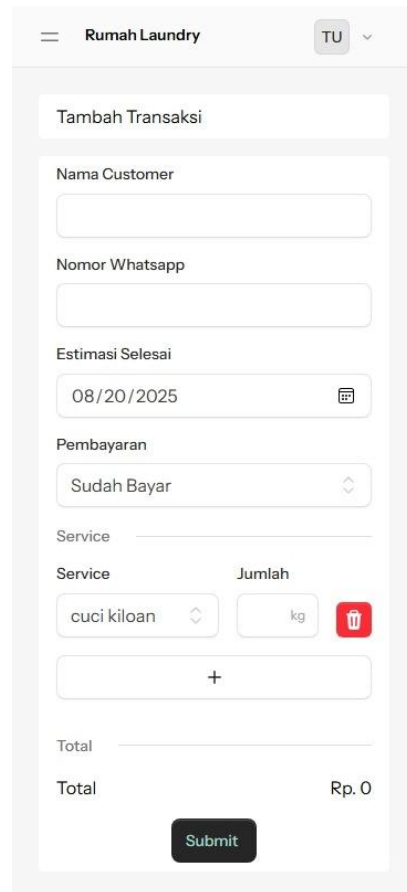 Rumah Laundry TU
Tambah Transaksi
Nama Customer
Nomor Whatsapp
Estimasi Selesai
08/20/2025
Pembayaran
Sudah Bayar
Service
Service Jumlah
cuci kiloan kg
+
Total
Total Rp. 0
Submit